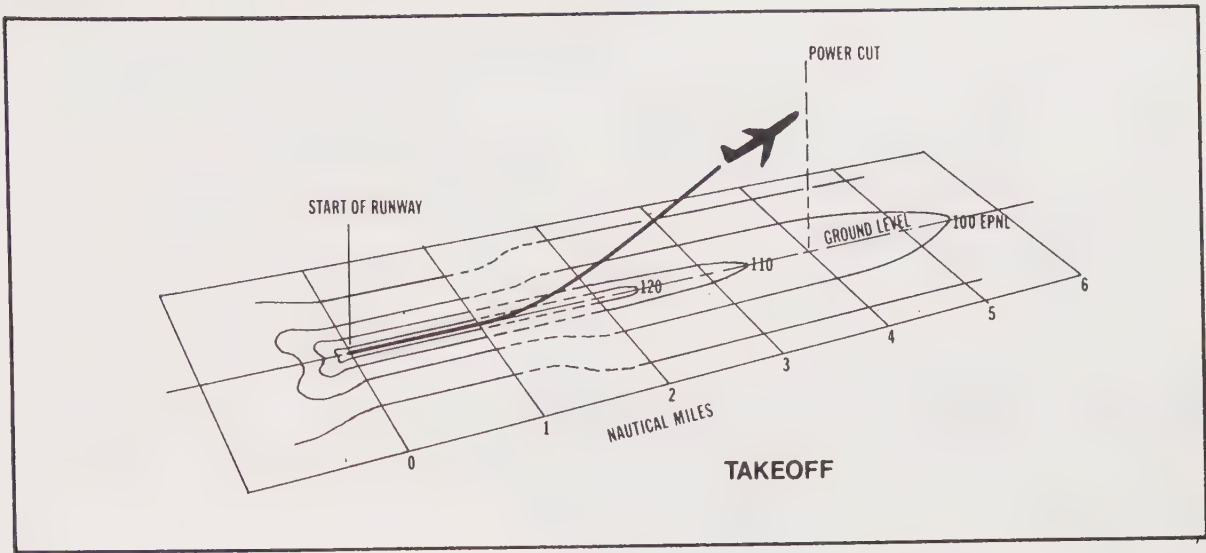 POWER CUT
START OF RUNWAY
GROUND LEVEL
100 EPNL
110
120
0
1
2
3
4
5
6
NAUTICAL MILES
TAKEOFF